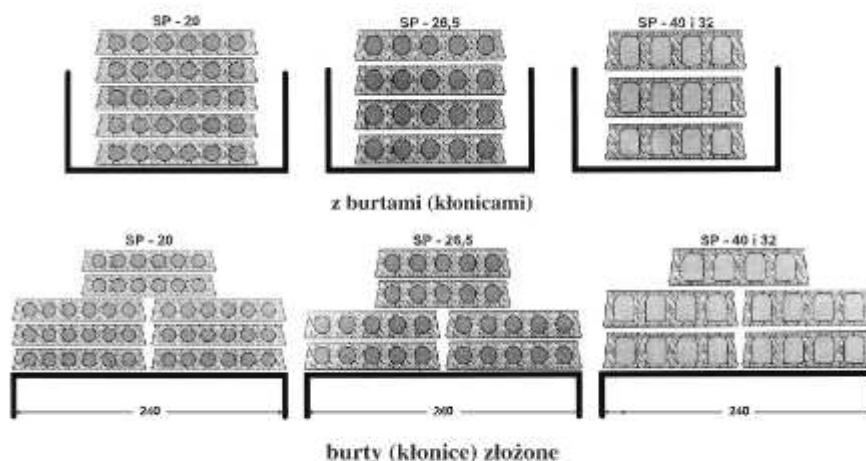 SP - 20
SP - 26,5
SP - 40 i 32
z burtami (kłonicami)
SP - 20
SP - 26,5
SP - 40 i 32
240
240
240
burty (kłonice) złożone